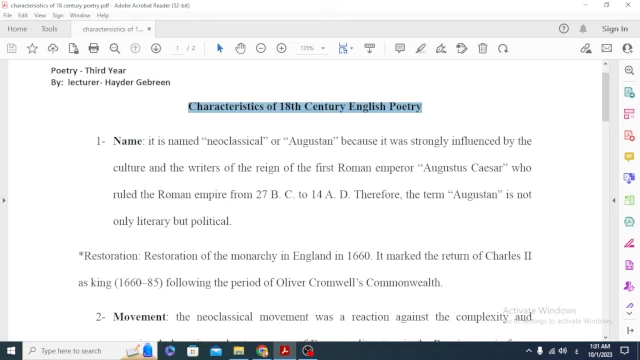 characterististics of 18 century poetry.pdf - Adobe Acrobat Reader (32-bit)
File Edit View Sign Window Help
Home Tools characterististics of 1... ×
1 / 2 135%
Poetry - Third Year
By: lecturer- Hayder Gebreen
Characteristics of 18th Century English Poetry
1- Name: it is named “neoclassical” or “Augustan” because it was strongly influenced by the
culture and the writers of the reign of the first Roman emperor “Augustus Caesar” who
ruled the Roman empire from 27 B. C. to 14 A. D. Therefore, the term “Augustan” is not
only literary but political.
*Restoration: Restoration of the monarchy in England in 1660. It marked the return of Charles II
as king (1660–85) following the period of Oliver Cromwell’s Commonwealth.
2- Movement: the neoclassical movement was a reaction against the complexity and
Activate Windows
Go to Settings to activate Windows.
Type here to search
1:31 AM
10/1/2023